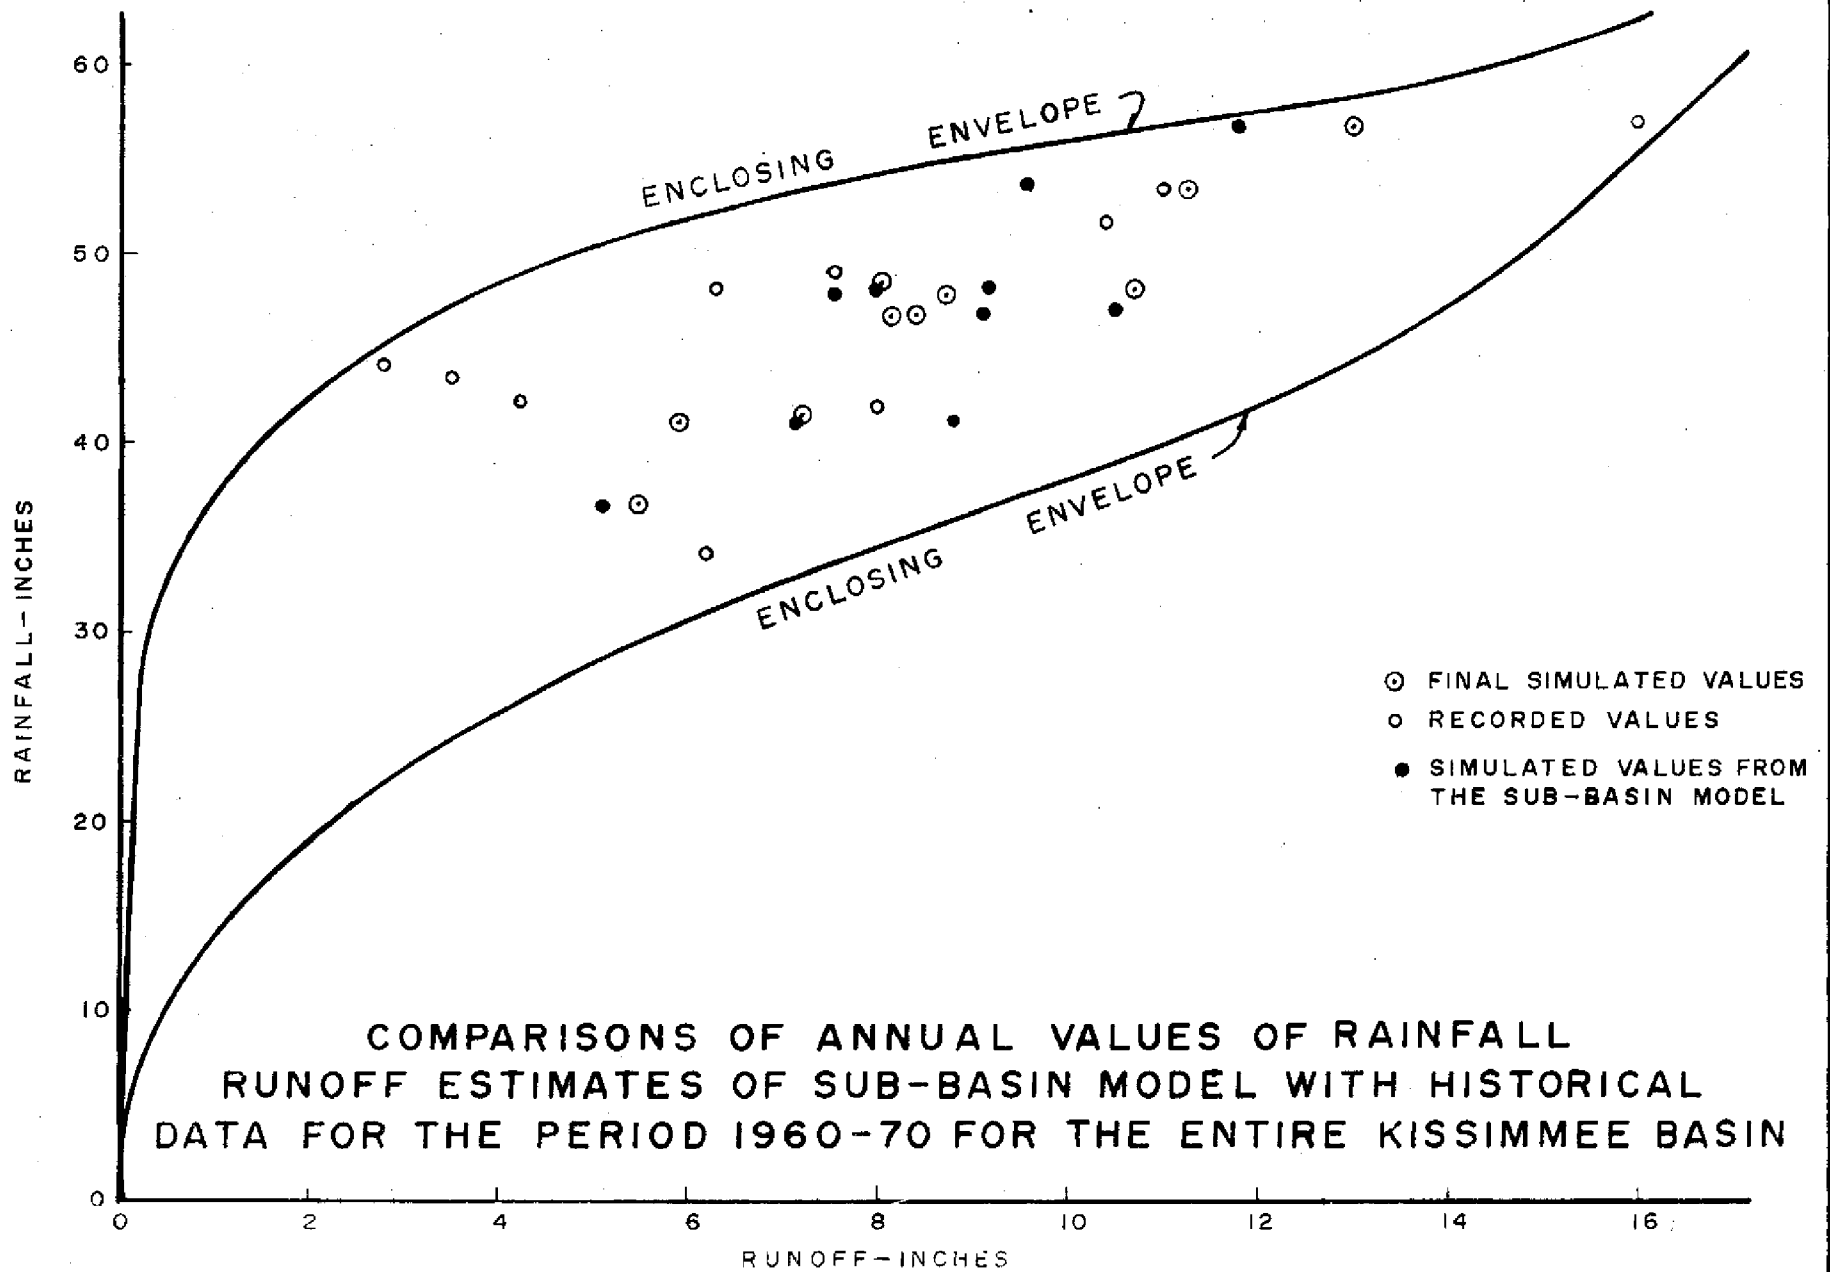 60
50
40
30
20
10
0
RAINFALL-INCHES
ENCLOSING ENVELOPE
ENCLOSING ENVELOPE
FINAL SIMULATED VALUES
RECORDED VALUES
SIMULATED VALUES FROM
THE SUB-BASIN MODEL
COMPARISONS OF ANNUAL VALUES OF RAINFALL
RUNOFF ESTIMATES OF SUB-BASIN MODEL WITH HISTORICAL
DATA FOR THE PERIOD 1960-70 FOR THE ENTIRE KISSIMMEE BASIN
0 2 4 6 8 10 12 14 16
RUNOFF-INCHES